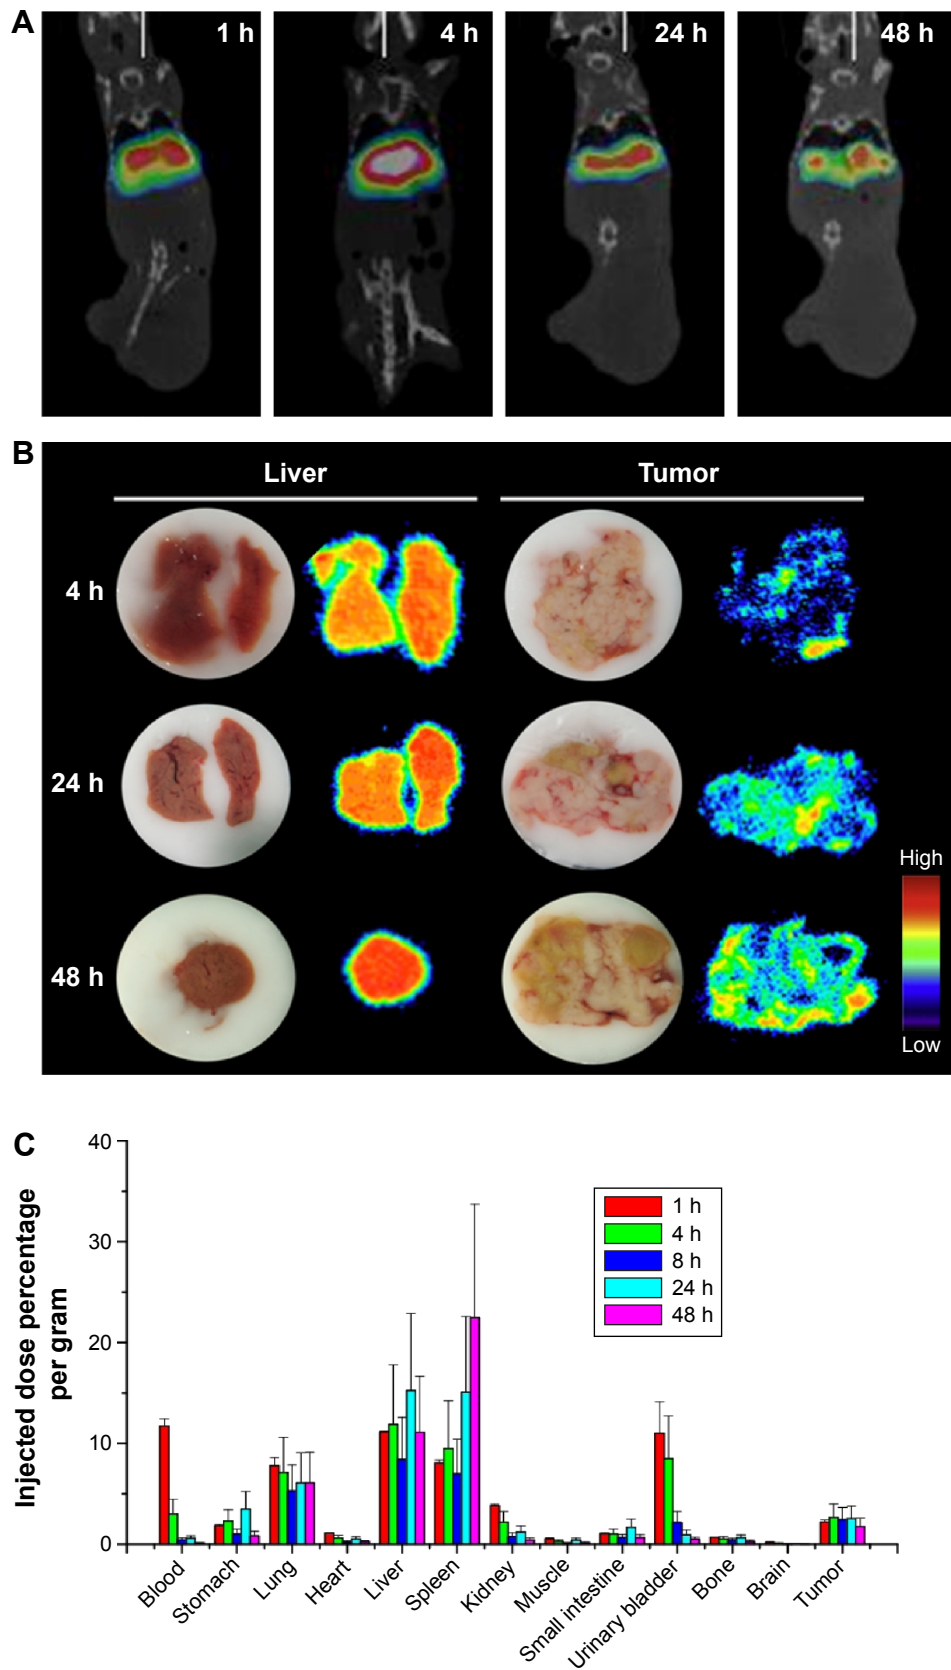 A
1 h
4 h
24 h
48 h
B
Liver
Tumor
4 h
24 h
48 h
High
Low
C
Injected dose percentage
per gram
40
30
20
10
0
1 h
4 h
8 h
24 h
48 h
Blood
Stomach
Lung
Heart
Liver
Spleen
Kidney
Muscle
Small intestine
Urinary bladder
Bone
Brain
Tumor